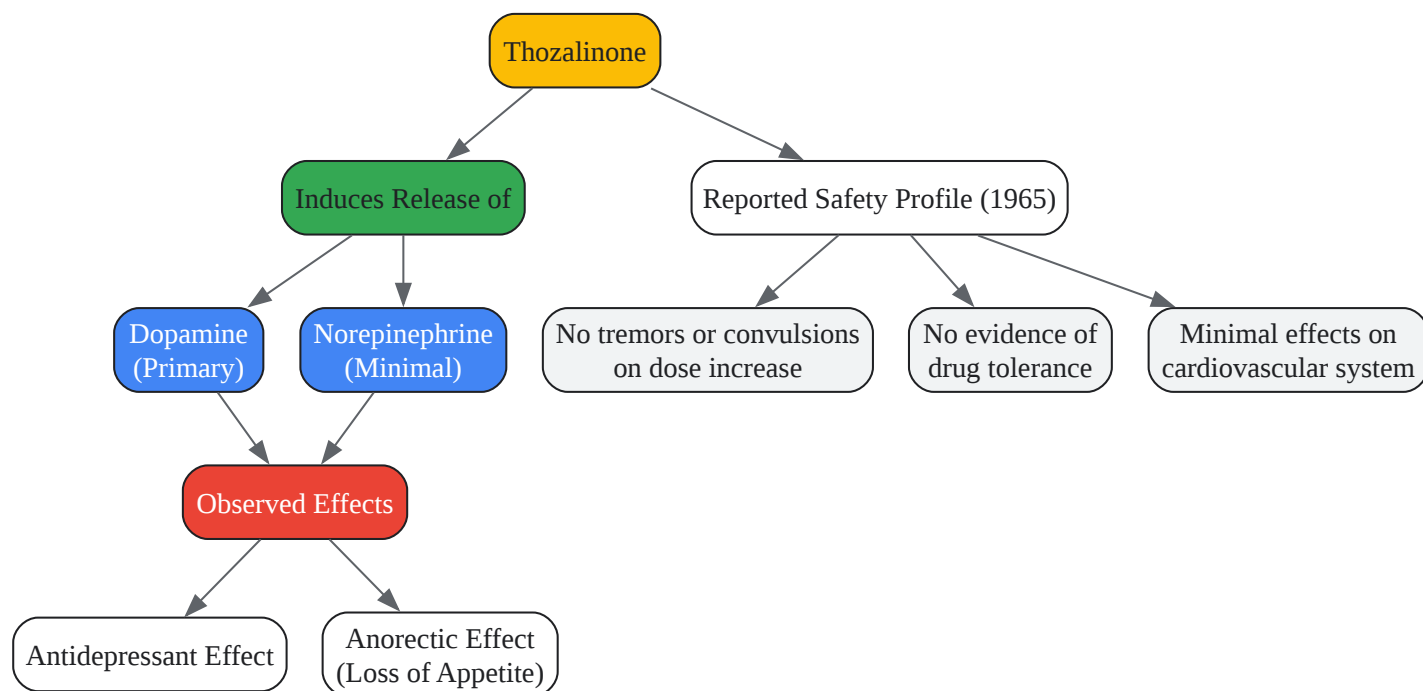 Thozalinone
Induces Release of
Reported Safety Profile (1965)
Dopamine
(Primary)
Norepinephrine
(Minimal)
No tremors or convulsions
on dose increase
No evidence of
drug tolerance
Minimal effects on
cardiovascular system
Observed Effects
Antidepressant Effect
Anorectic Effect
(Loss of Appetite)